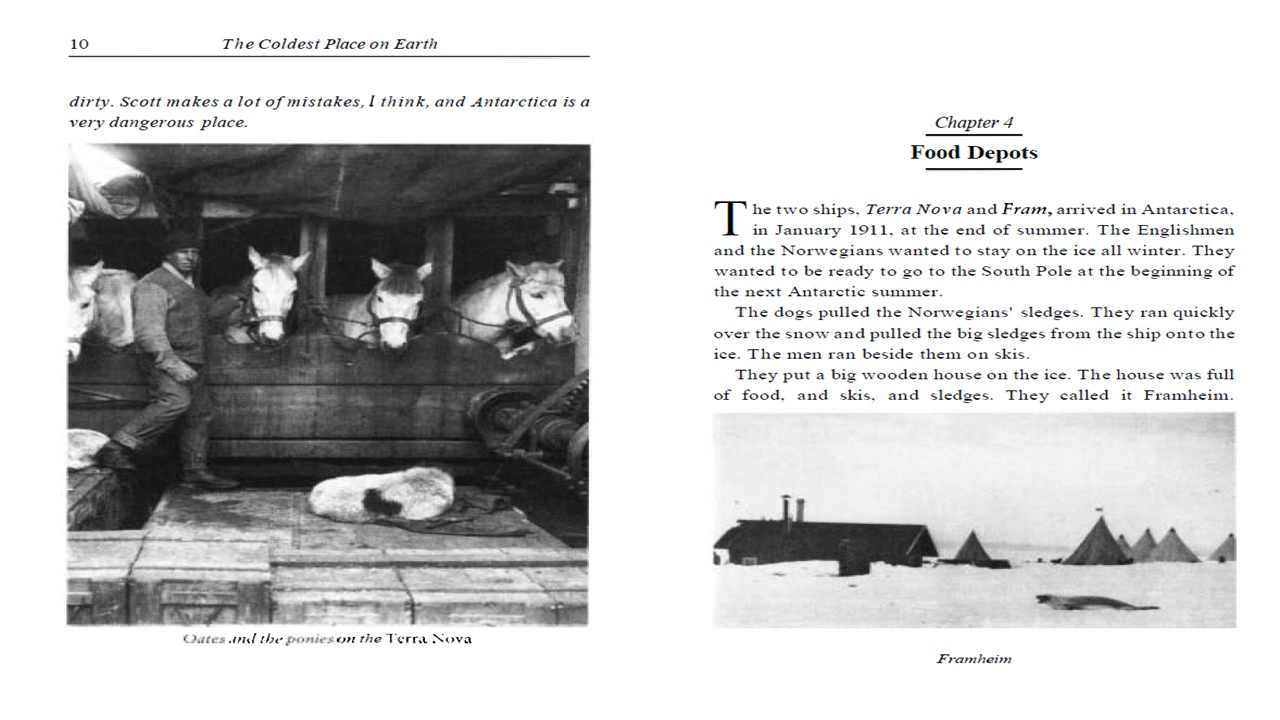 10
The Coldest Place on Earth
dirty. Scott makes a lot of mistakes, I think, and Antarctica is a
very dangerous place.
Oates and the ponies on the Terra Nova
Chapter 4
Food Depots
The two ships, Terra Nova and Fram, arrived in Antarctica,
in January 1911, at the end of summer. The Englishmen
and the Norwegians wanted to stay on the ice all winter. They
wanted to be ready to go to the South Pole at the beginning of
the next Antarctic summer.
The dogs pulled the Norwegians' sledges. They ran quickly
over the snow and pulled the big sledges from the ship onto the
ice. The men ran beside them on skis.
They put a big wooden house on the ice. The house was full
of food, and skis, and sledges. They called it Framheim.
Framheim